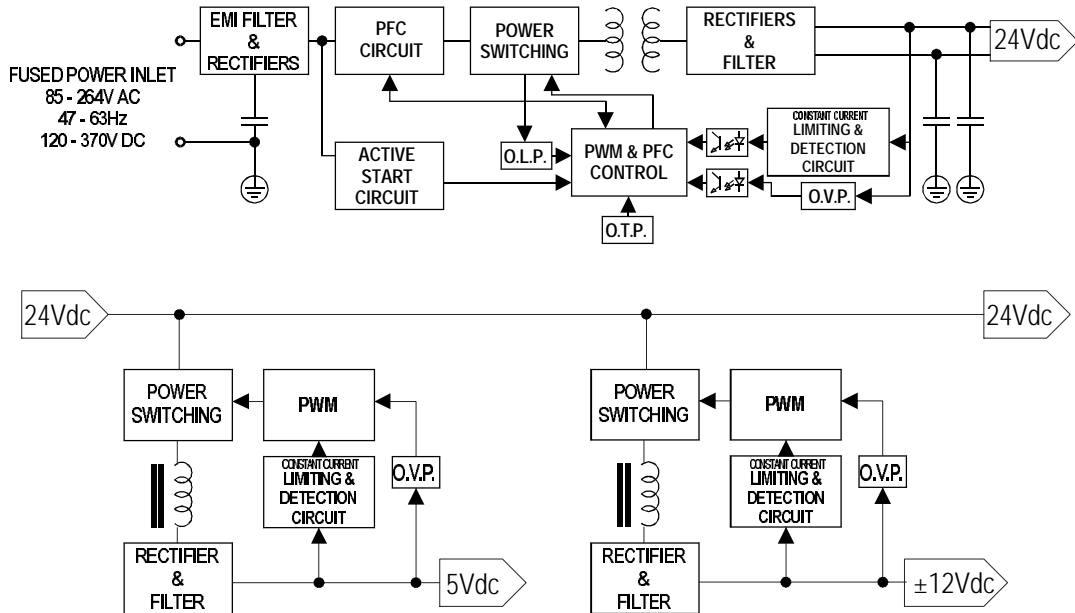 EMI FILTER
&
RECTIFIERS
PFC
CIRCUIT
POWER
SWITCHING
RECTIFIERS
&
FILTER
24Vdc
FUSED POWER INLET
85 - 264V AC
47 - 63Hz
120 - 370V DC
ACTIVE
START
CIRCUIT
O.L.P.
PWM & PFC
CONTROL
CONSTANT CURRENT
LIMITING &
DETECTION
CIRCUIT
O.V.P.
O.T.P.
24Vdc
24Vdc
POWER
SWITCHING
PWM
CONSTANT CURRENT
LIMITING &
DETECTION
CIRCUIT
O.V.P.
RECTIFIER
&
FILTER
5Vdc
POWER
SWITCHING
PWM
CONSTANT CURRENT
LIMITING &
DETECTION
CIRCUIT
O.V.P.
RECTIFIER
&
FILTER
±12Vdc